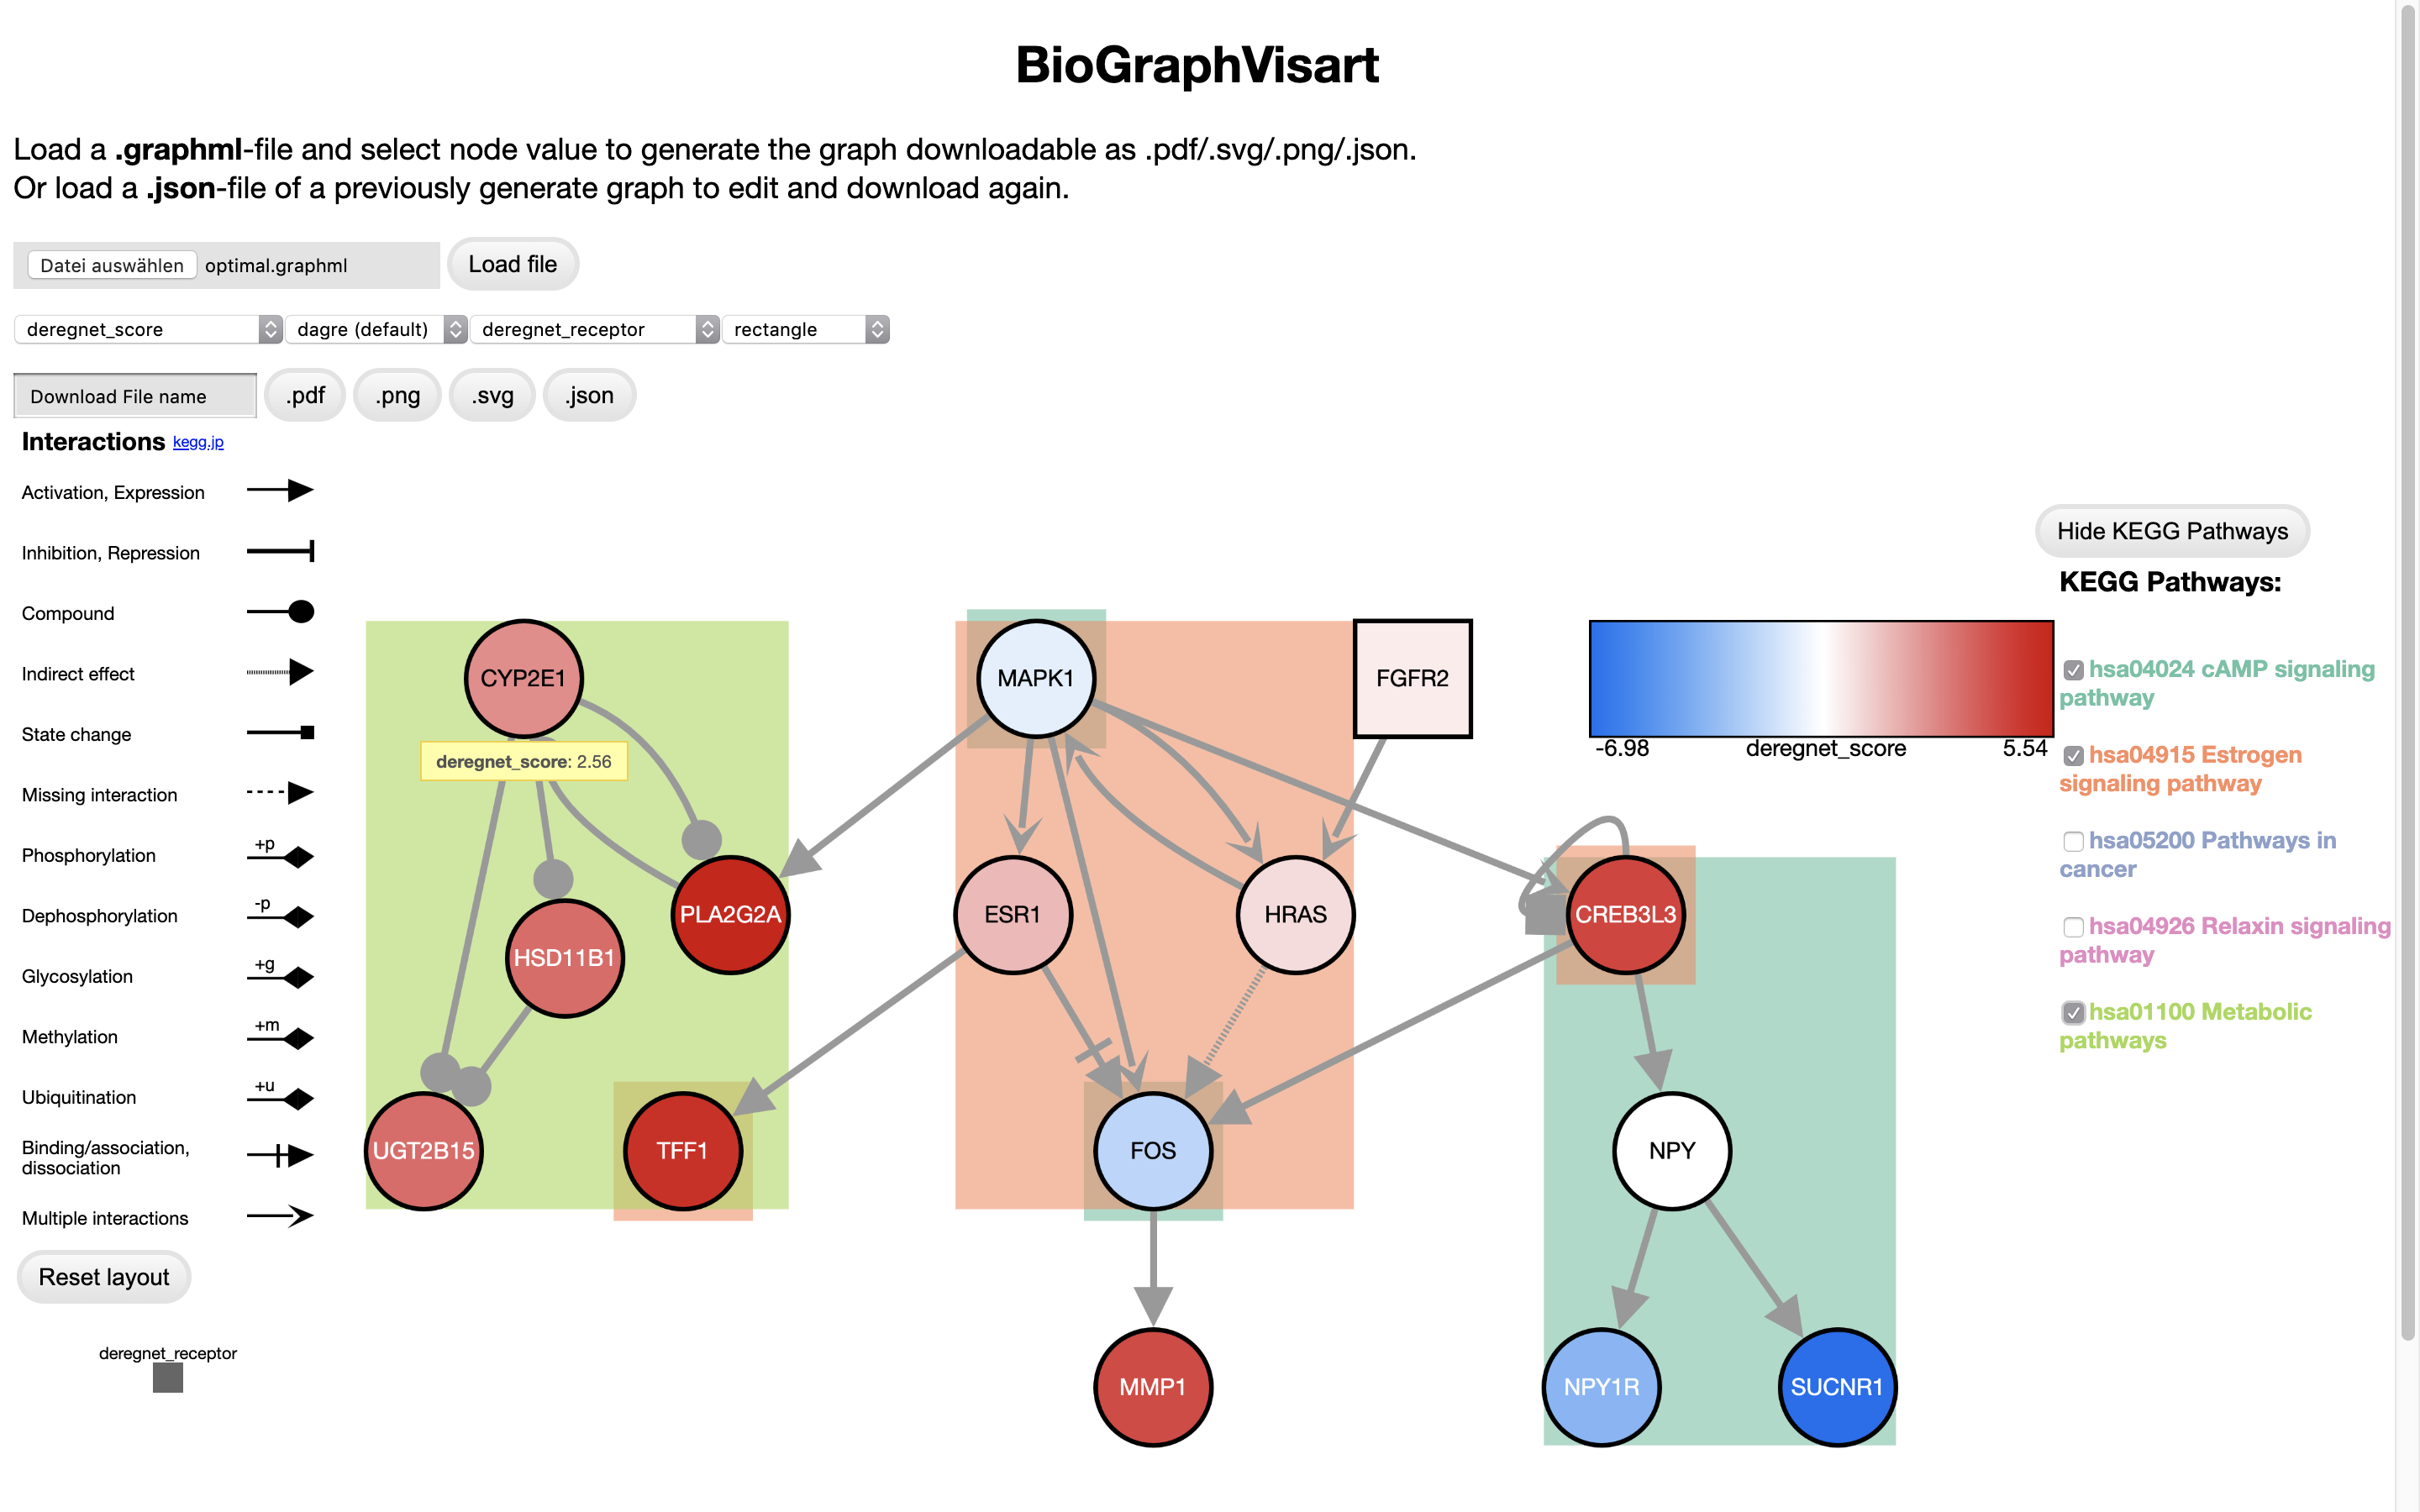 BioGraphVisart
Load a .graphml-file and select node value to generate the graph downloadable as .pdf/.svg/.png/.json.
Or load a .json-file of a previously generate graph to edit and download again.
Datei auswählen optimal.graphml Load file
deregnet_score dagre (default) deregnet_receptor rectangle
Download File name .pdf .png .svg .json
Interactions kegg.jp
Activation, Expression
Inhibition, Repression
Compound
Indirect effect
State change
Missing interaction
Phosphorylation +p
Dephosphorylation -p
Glycosylation +g
Methylation +m
Ubiquitination +u
Binding/association,
dissociation
Multiple interactions
Reset layout
deregnet_receptor
CYP2E1
deregnet_score: 2.56
PLA2G2A
HSD11B1
UGT2B15
TFF1
MAPK1
FGFR2
ESR1
HRAS
FOS
MMP1
CREB3L3
NPY
NPY1R
SUCNR1
-6.98 deregnet_score 5.54
Hide KEGG Pathways
KEGG Pathways:
hsa04024 cAMP signaling
pathway
hsa04915 Estrogen
signaling pathway
hsa05200 Pathways in
cancer
hsa04926 Relaxin signaling
pathway
hsa01100 Metabolic
pathways